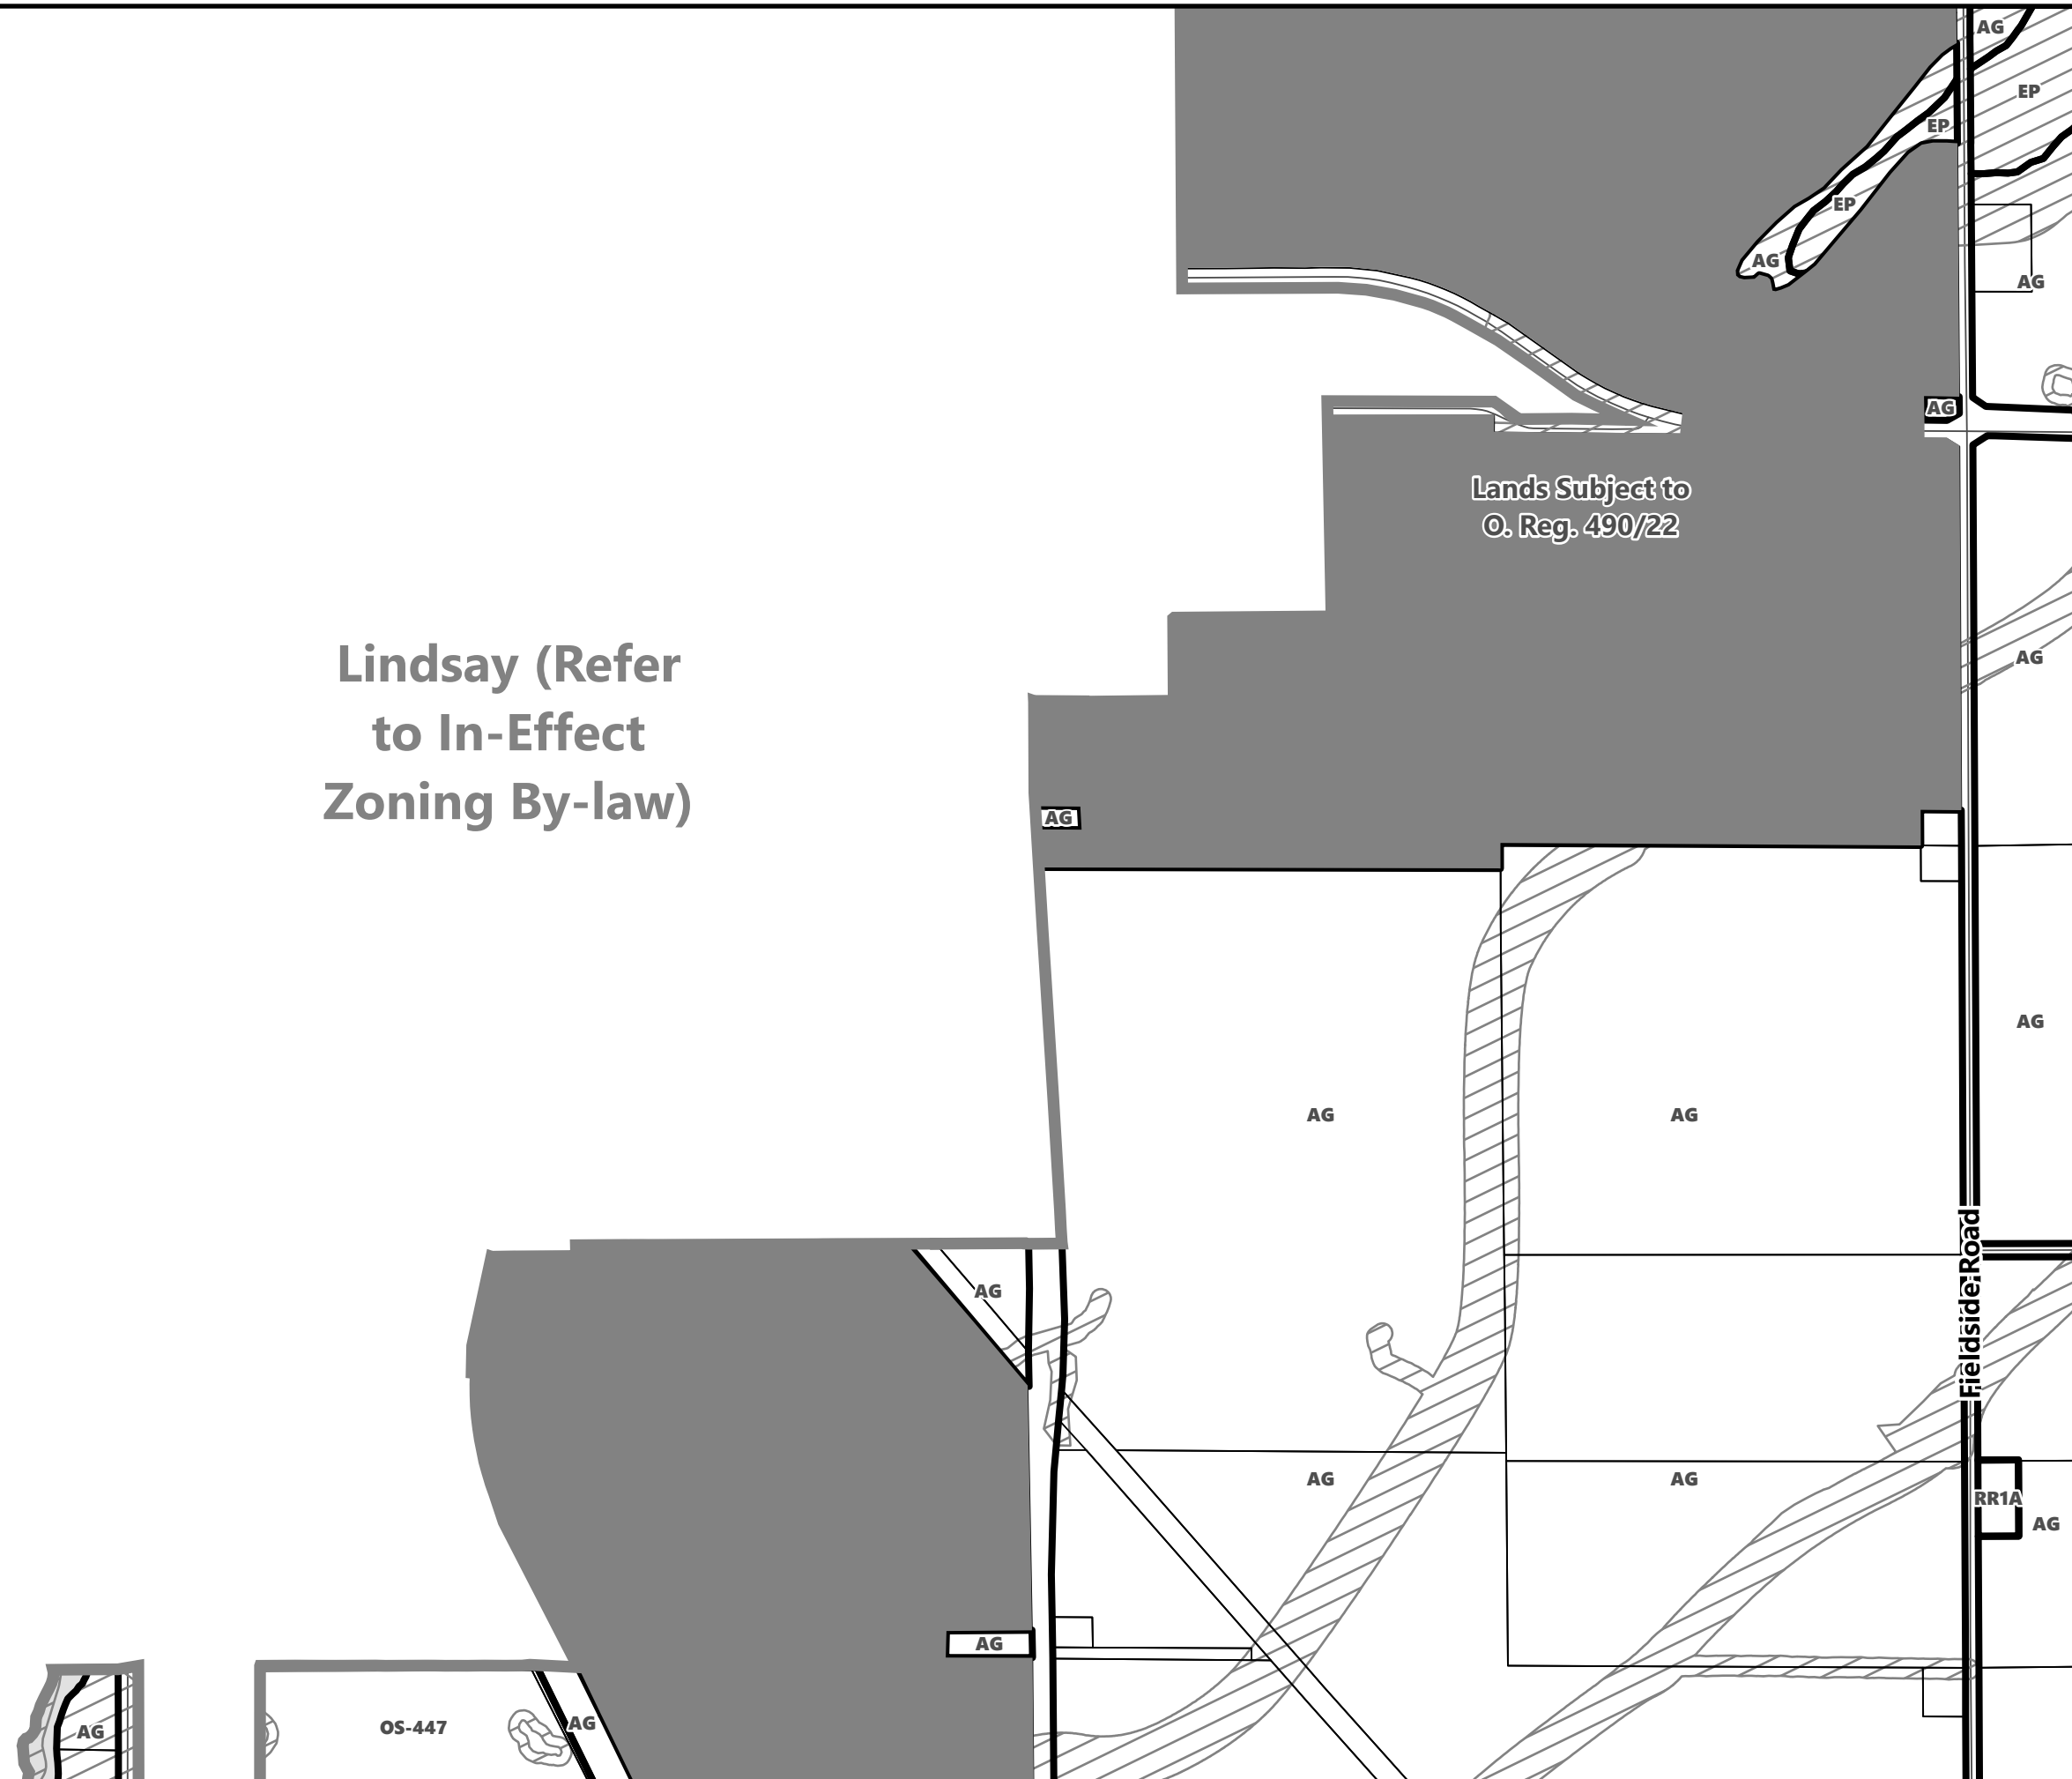 AG
EP
EP
EP
AG
AG
AG
Lands Subject to
O. Reg. 490/22
Lindsay (Refer
to In-Effect
Zoning By-law)
AG
AG
AG
AG
AG
Fieldside Road
AG
AG
AG
RR1A
AG
AG
AG
OS-447
AG